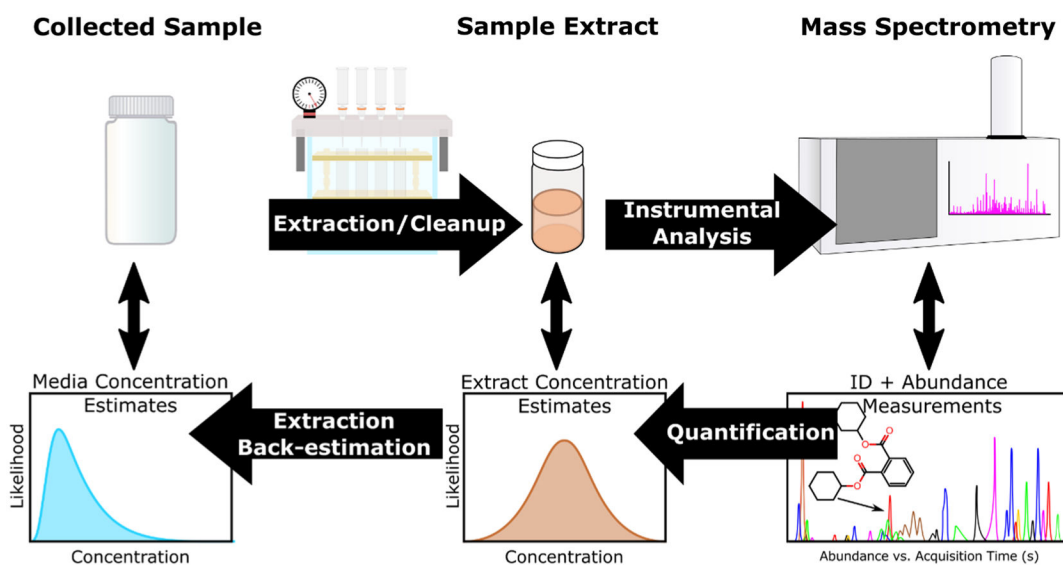 Collected Sample
Sample Extract
Mass Spectrometry
Extraction/Cleanup
Instrumental
Analysis
Media Concentration
Estimates
Likelihood
Concentration
Extraction
Back-estimation
Extract Concentration
Estimates
Likelihood
Concentration
Quantification
ID + Abundance
Measurements
O
O
O
O
Abundance vs. Acquisition Time (s)